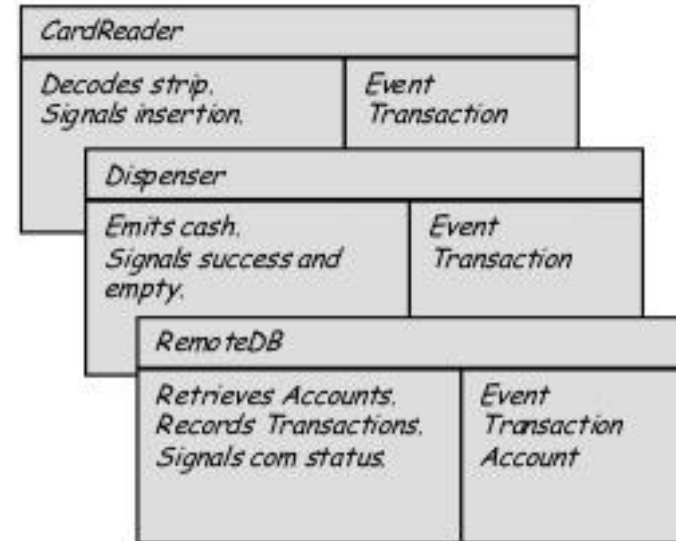 CardReader
Decodes strip.
Signals insertion.
Event
Transaction
Dispenser
Emits cash.
Signals success and
empty.
Event
Transaction
RemoteDB
Retrieves Accounts.
Records Transactions.
Signals com status.
Event
Transaction
Account